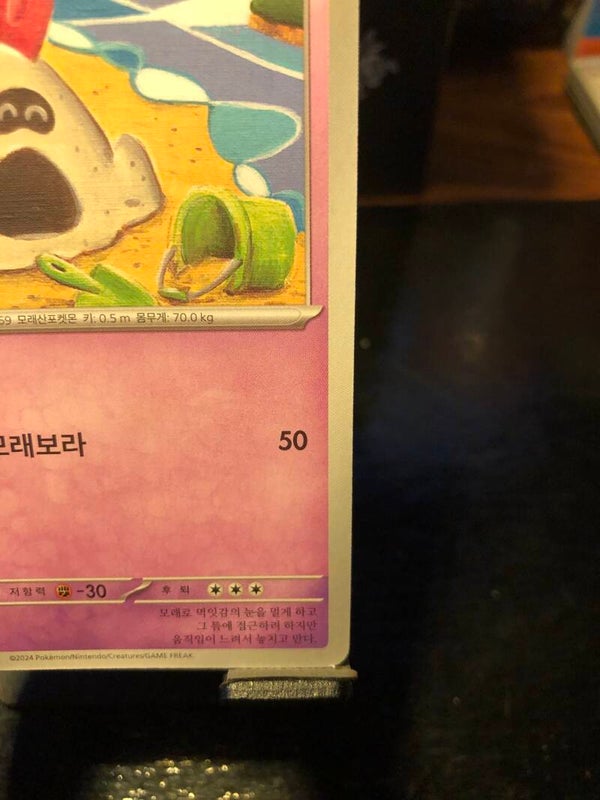 69 모래산포켓몬 키: 0.5 m 몸무게: 70.0 kg
모래보라 50
저항력 -30 후퇴
모래로 먹잇감의 눈을 멀게 하고
그 틈에 접근하려 하지만
움직임이 느려서 놓치고 만다.
©2024 Pokémon/Nintendo/Creatures/GAME FREAK